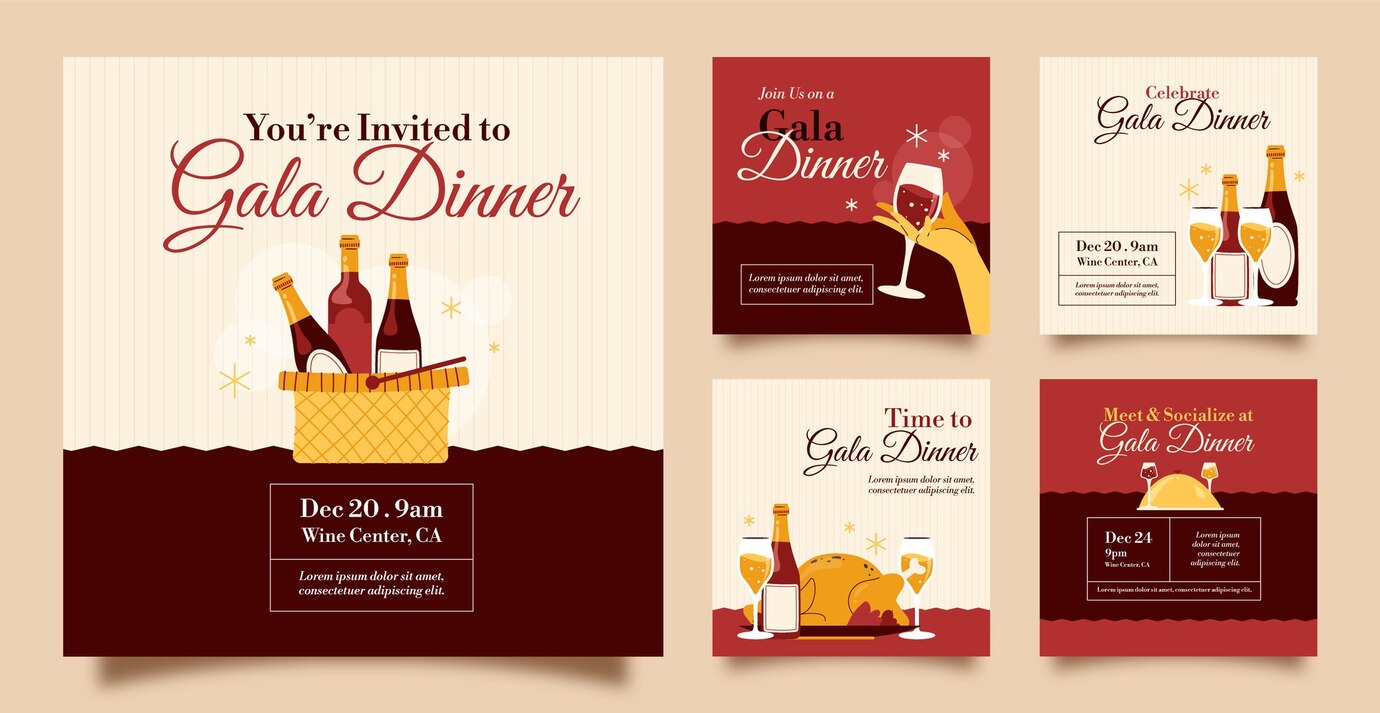 You're Invited to
Gala Dinner
Dec 20 . 9am
Wine Center, CA
Lorem ipsum dolor sit amet,
consectetuer adipiscing elit.
Join Us on a
Gala
Dinner
Lorem ipsum dolor sit amet,
consectetuer adipiscing elit.
Celebrate
Gala Dinner
Dec 20 . 9am
Wine Center, CA
Lorem ipsum dolor sit amet,
consectetuer adipiscing elit.
Time to
Gala Dinner
Lorem ipsum dolor sit amet,
consectetuer adipiscing elit.
Meet & Socialize at
Gala Dinner
Dec 24
9pm
Wine Center, CA
Lorem ipsum
dolor sit amet,
consectetuer
adipiscing elit.
Lorem ipsum dolor sit amet, consectetuer adipiscing elit,